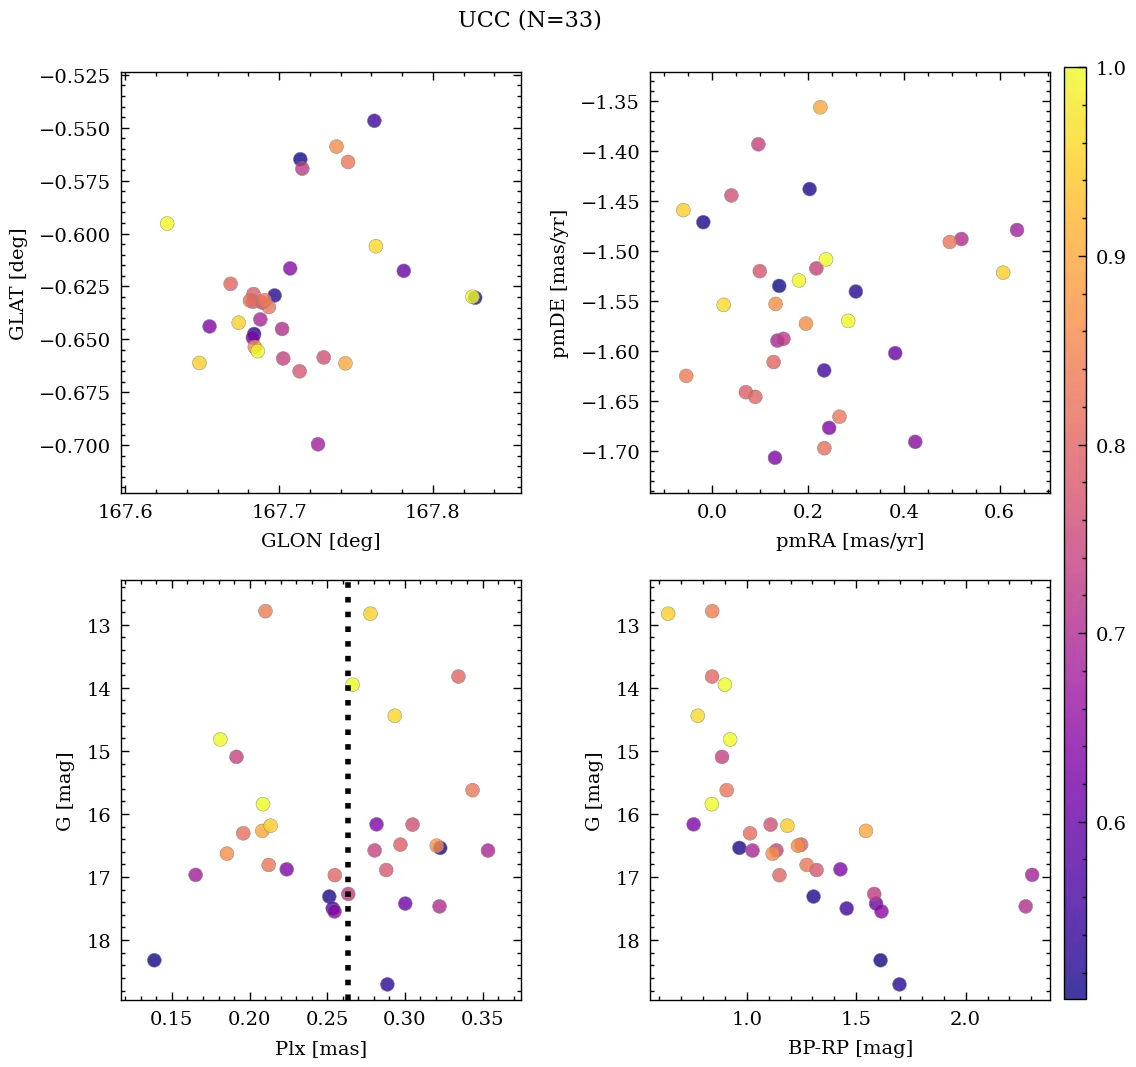 UCC (N=33)
−0.525
−0.550
−0.575
−0.600
−0.625
−0.650
−0.675
−0.700
GLAT [deg]
167.6 167.7 167.8
GLON [deg]
−1.35
−1.40
−1.45
−1.50
−1.55
−1.60
−1.65
−1.70
pmDE [mas/yr]
0.0 0.2 0.4 0.6
pmRA [mas/yr]
13
14
15
16
17
18
G [mag]
0.15 0.20 0.25 0.30 0.35
Plx [mas]
13
14
15
16
17
18
G [mag]
1.0 1.5 2.0
BP-RP [mag]
1.0
0.9
0.8
0.7
0.6